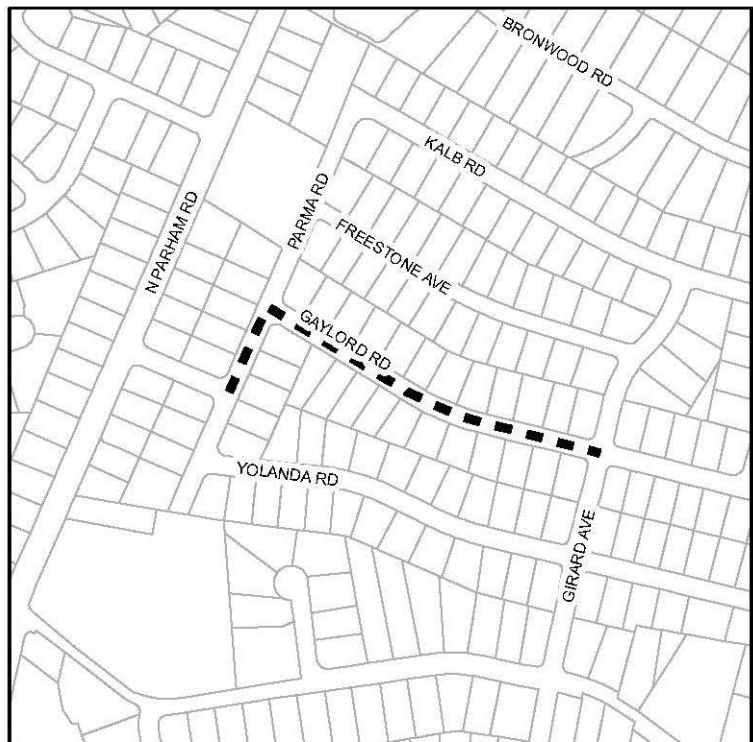 BRONWOOD RD
KALB RD
PARMA RD
N PARHAM RD
FREESTONE AVE
GAYLORD RD
YOLANDA RD
GIRARD AVE